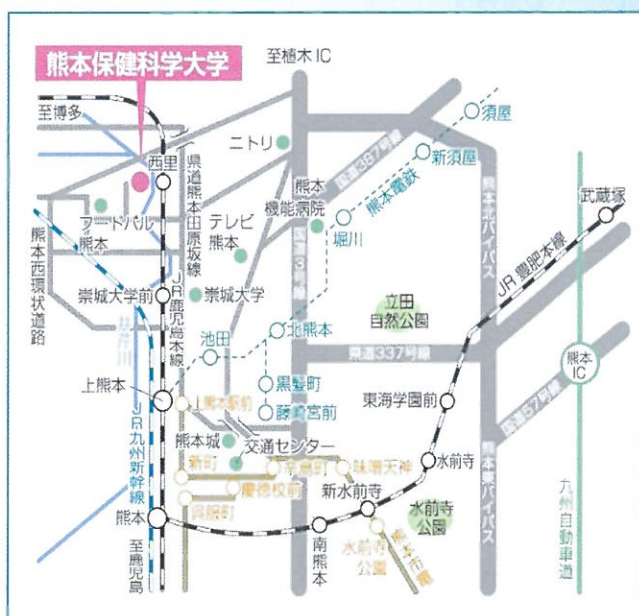 熊本保健科学大学
至植木IC
至博多
ニトリ
須屋
新須屋
国道387号線
熊本電鉄
西里
熊本
機能病院
堀川
武蔵塚
フードパル
熊本
県道熊本田原坂線
テレビ
熊本
国道3号線
熊本北バイパス
JR豊肥本線
熊本西環状道路
崇城大学前
崇城大学
JR鹿児島本線
立田
自然公園
池田
北熊本
県道337号線
熊本
IC
国道57号線
上熊本
上熊本駅前
黒髪町
藤崎宮前
東海学園前
熊本城
交通センター
JR九州新幹線
新町
辛島町
味噌天神
水前寺
慶徳校前
新水前寺
呉服町
熊本
水前寺
公園
熊本東バイパス
九州自動車道
至鹿児島
南熊本
水前寺
公園
熊本市電